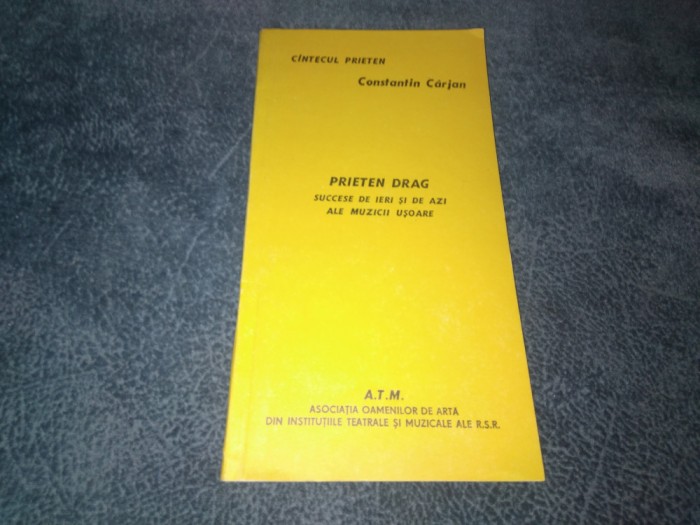 CÎNTECUL PRIETEN
Constantin Cârjan
PRIETEN DRAG
SUCCESE DE IERI ȘI DE AZI
ALE MUZICII UȘOARE
A.T.M.
ASOCIAȚIA OAMENILOR DE ARTĂ
DIN INSTITUȚIILE TEATRALE ȘI MUZICALE ALE R.S.R.